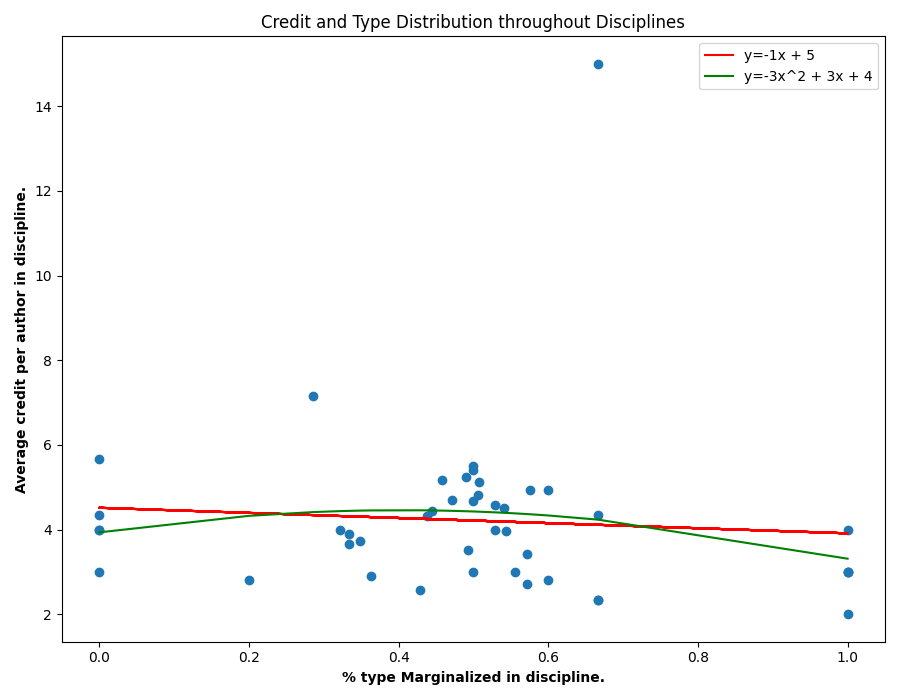 Credit and Type Distribution throughout Disciplines
y=-1x + 5
y=-3x^2 + 3x + 4
Average credit per author in discipline.
14
12
10
8
6
4
2
0.0 0.2 0.4 0.6 0.8 1.0
% type Marginalized in discipline.